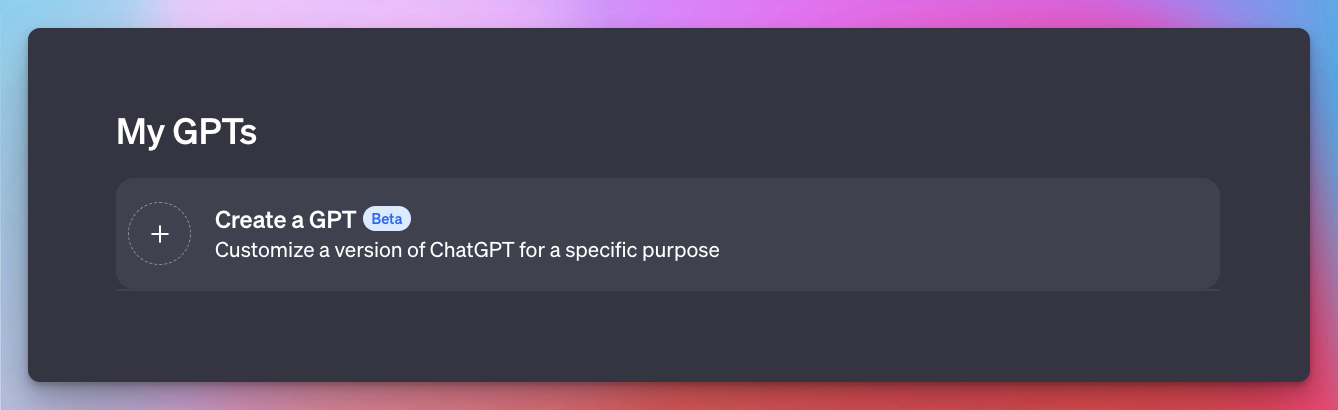 My GPTs
Create a GPT Beta
Customize a version of ChatGPT for a specific purpose